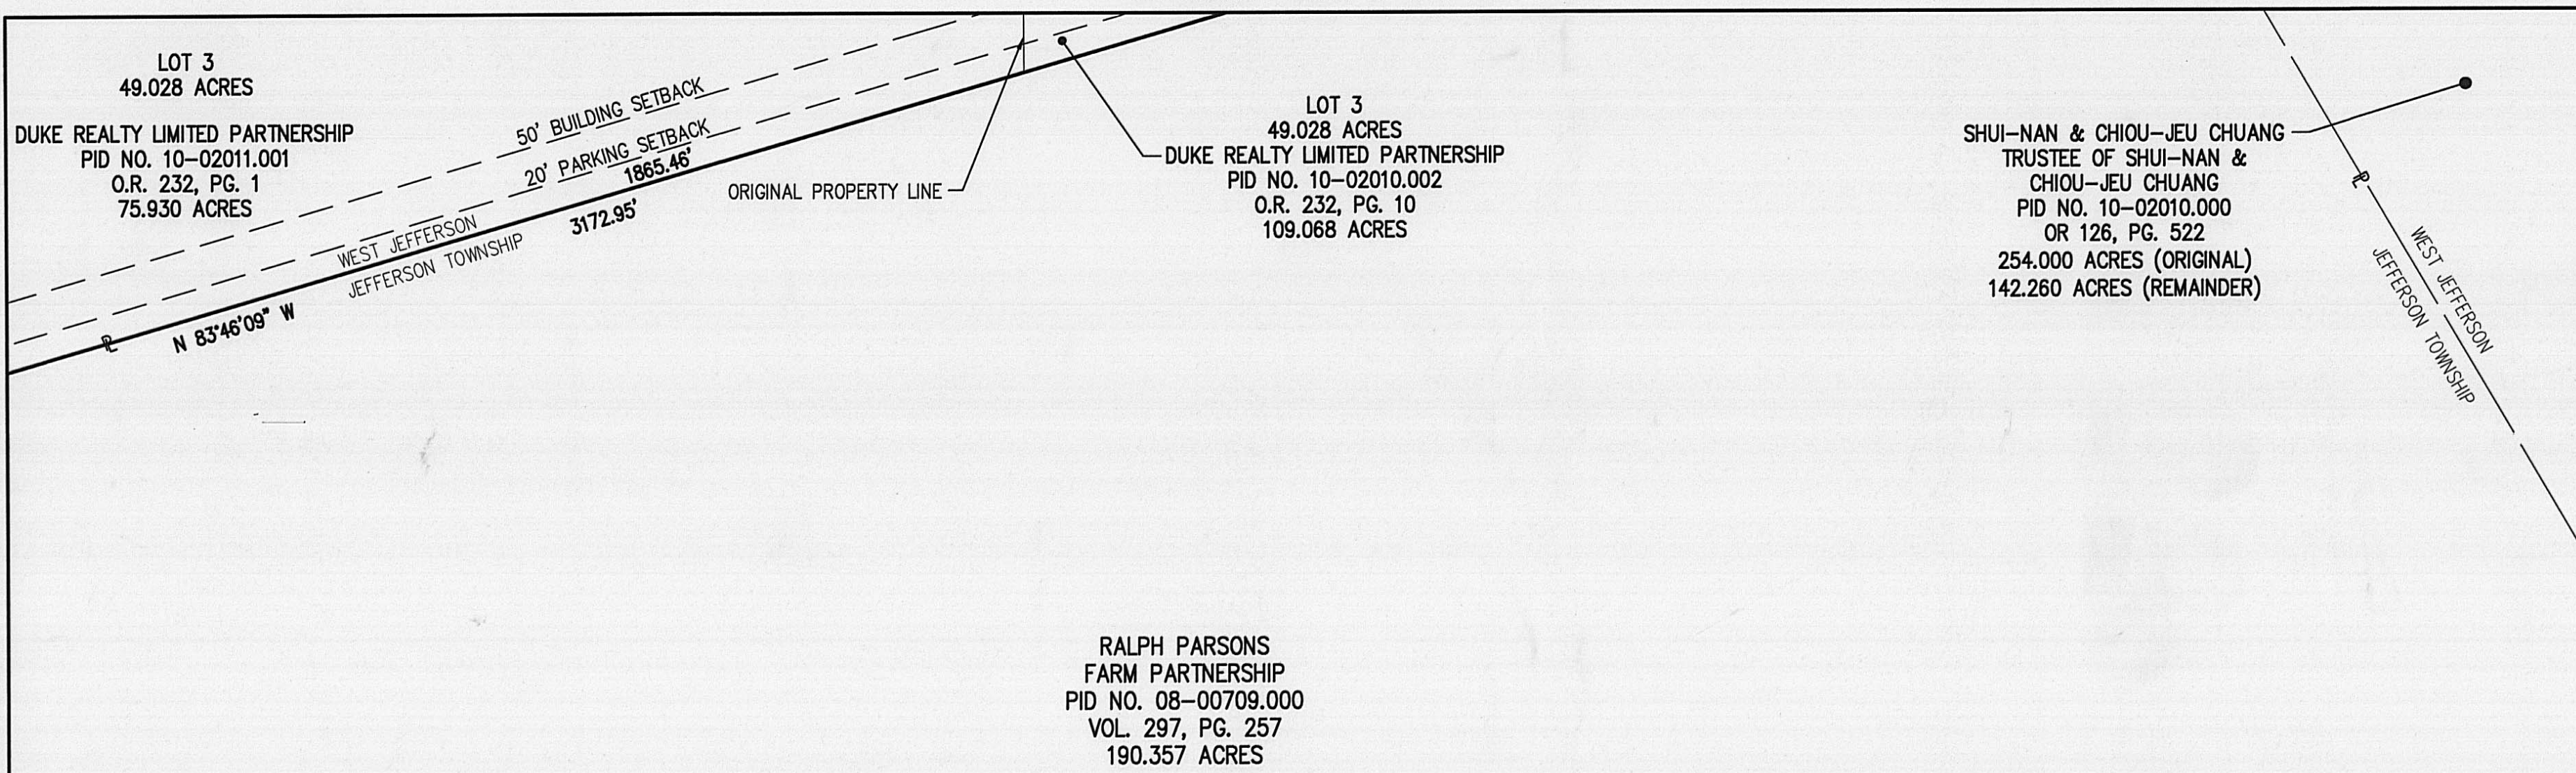 LOT 3
49.028 ACRES
DUKE REALTY LIMITED PARTNERSHIP
PID NO. 10-02011.001
O.R. 232, PG. 1
75.930 ACRES
50' BUILDING SETBACK
20' PARKING SETBACK
1865.46'
3172.95'
WEST JEFFERSON
JEFFERSON TOWNSHIP
N 83°46'09" W
PL
ORIGINAL PROPERTY LINE
LOT 3
49.028 ACRES
DUKE REALTY LIMITED PARTNERSHIP
PID NO. 10-02010.002
O.R. 232, PG. 10
109.068 ACRES
SHUI-NAN & CHIOU-JEU CHUANG
TRUSTEE OF SHUI-NAN &
CHIOU-JEU CHUANG
PID NO. 10-02010.000
OR 126, PG. 522
254.000 ACRES (ORIGINAL)
142.260 ACRES (REMAINDER)
PL
WEST JEFFERSON
JEFFERSON TOWNSHIP
RALPH PARSONS
FARM PARTNERSHIP
PID NO. 08-00709.000
VOL. 297, PG. 257
190.357 ACRES